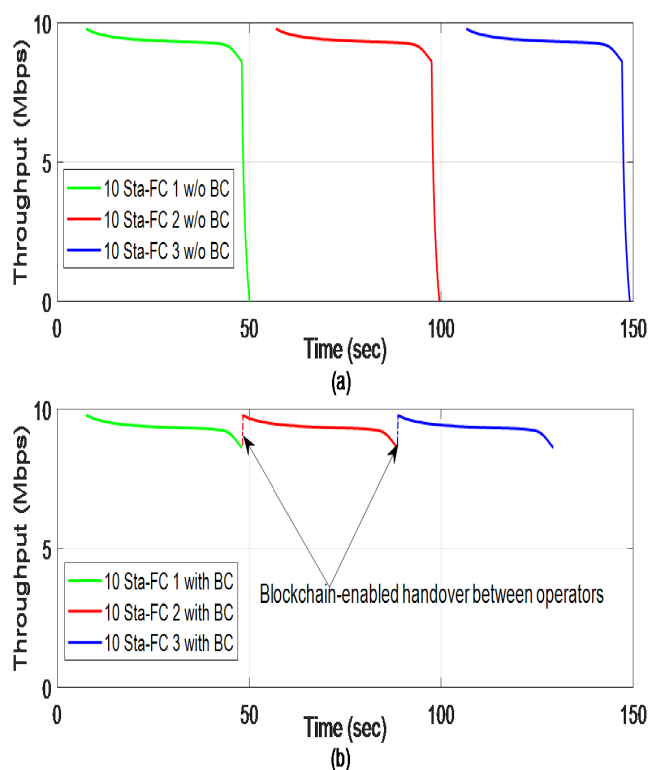 10
Throughput (Mbps)
5
10 Sta-FC 1 w/o BC
10 Sta-FC 2 w/o BC
10 Sta-FC 3 w/o BC
0
0 50 100 150
Time (sec)
(a)
10
Throughput (Mbps)
5
Blockchain-enabled handover between operators
10 Sta-FC 1 with BC
10 Sta-FC 2 with BC
10 Sta-FC 3 with BC
0
0 50 100 150
Time (sec)
(b)